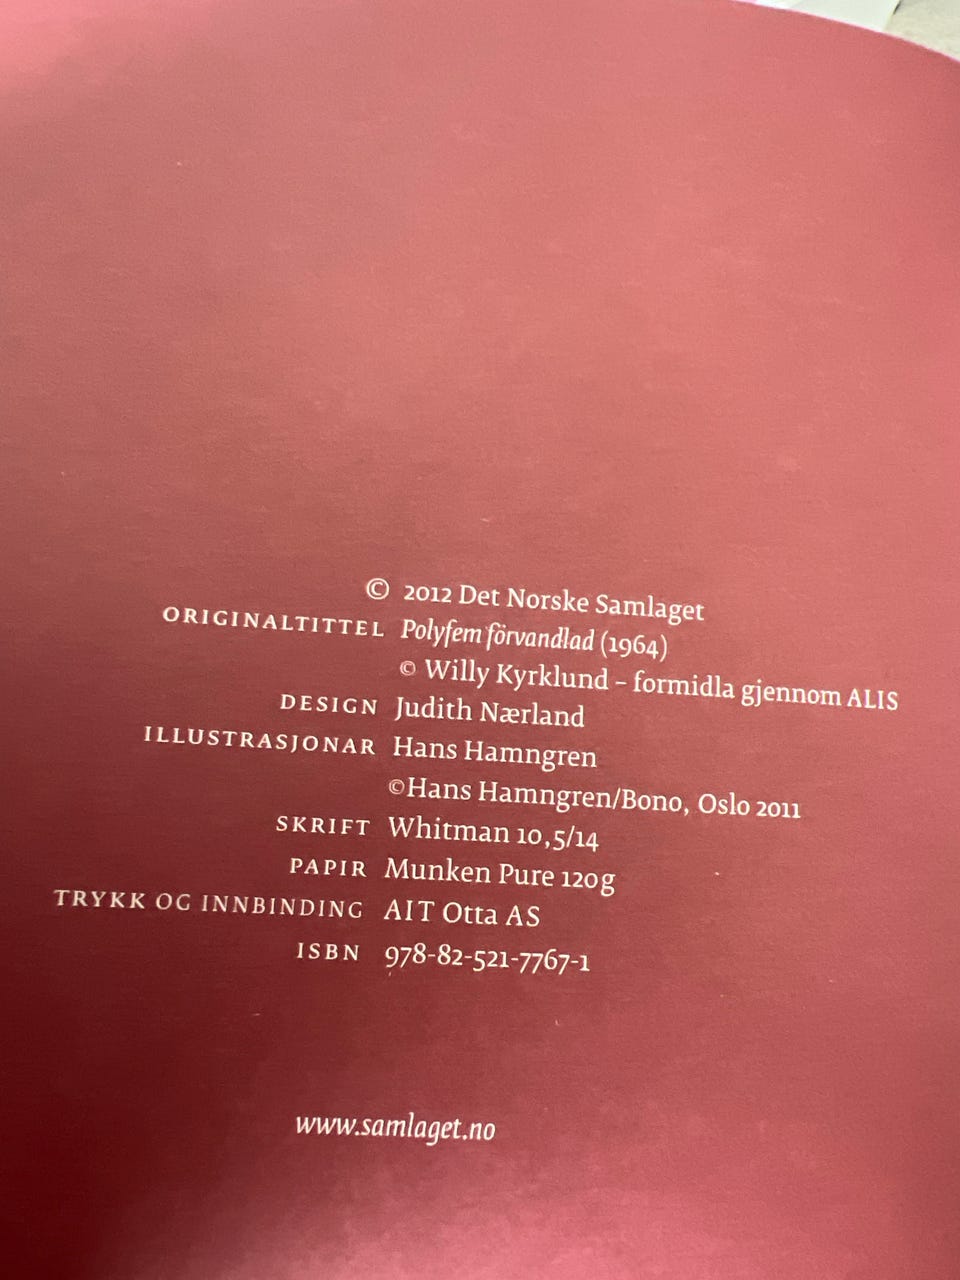 © 2012 Det Norske Samlaget
ORIGINALTITTEL Polyfem förvandlad (1964)
© Willy Kyrklund – formidla gjennom ALIS
DESIGN Judith Nærland
ILLUSTRASJONAR Hans Hamngren
©Hans Hamngren/Bono, Oslo 2011
SKRIFT Whitman 10,5/14
PAPIR Munken Pure 120g
TRYKK OG INNBINDING AIT Otta AS
ISBN 978-82-521-7767-1
www.samlaget.no